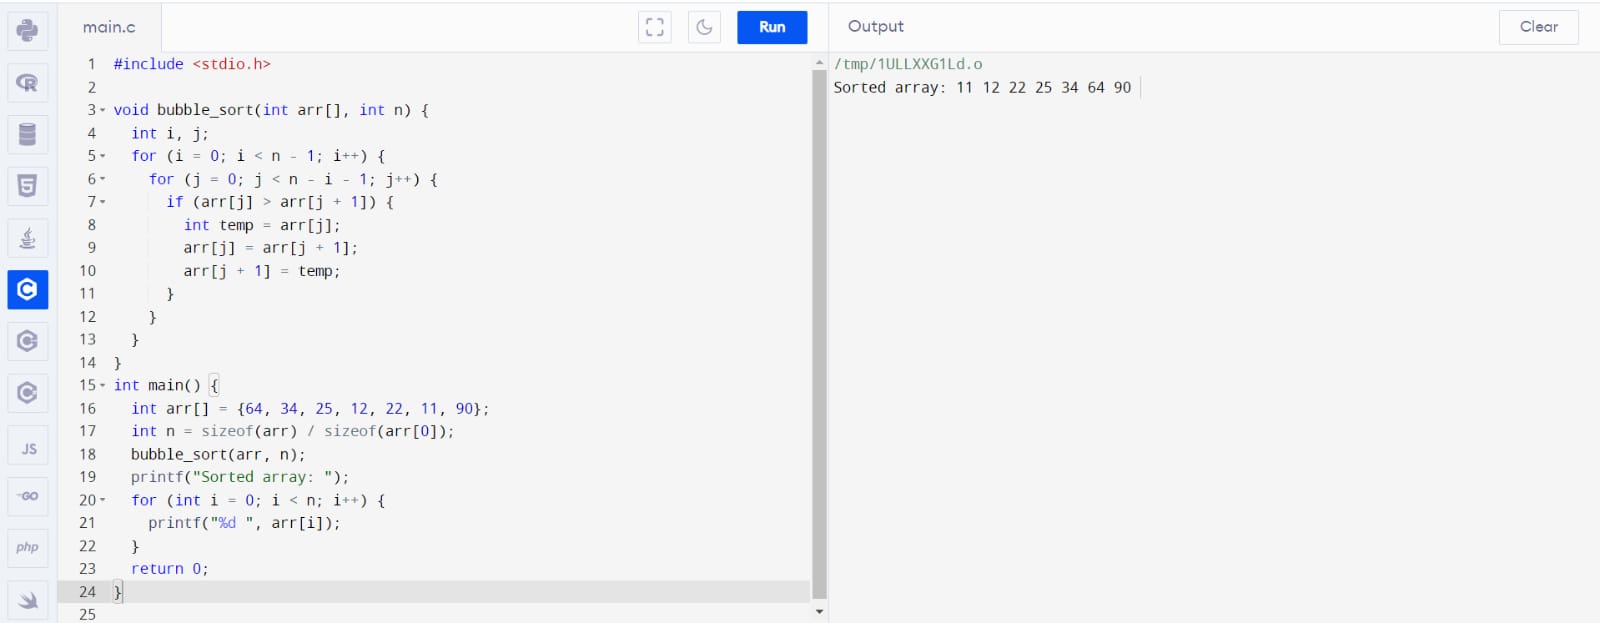 main.c
Run
Output
Clear
1 #include <stdio.h>
2
3 void bubble_sort(int arr[], int n) {
4 int i, j;
5 for (i = 0; i < n - 1; i++) {
6 for (j = 0; j < n - i - 1; j++) {
7 if (arr[j] > arr[j + 1]) {
8 int temp = arr[j];
9 arr[j] = arr[j + 1];
10 arr[j + 1] = temp;
11 }
12 }
13 }
14 }
15 int main() {
16 int arr[] = {64, 34, 25, 12, 22, 11, 90};
17 int n = sizeof(arr) / sizeof(arr[0]);
18 bubble_sort(arr, n);
19 printf("Sorted array: ");
20 for (int i = 0; i < n; i++) {
21 printf("%d ", arr[i]);
22 }
23 return 0;
24 }
25
/tmp/1ULLXXG1Ld.o
Sorted array: 11 12 22 25 34 64 90
R
5
C
C
C
JS
GO
php